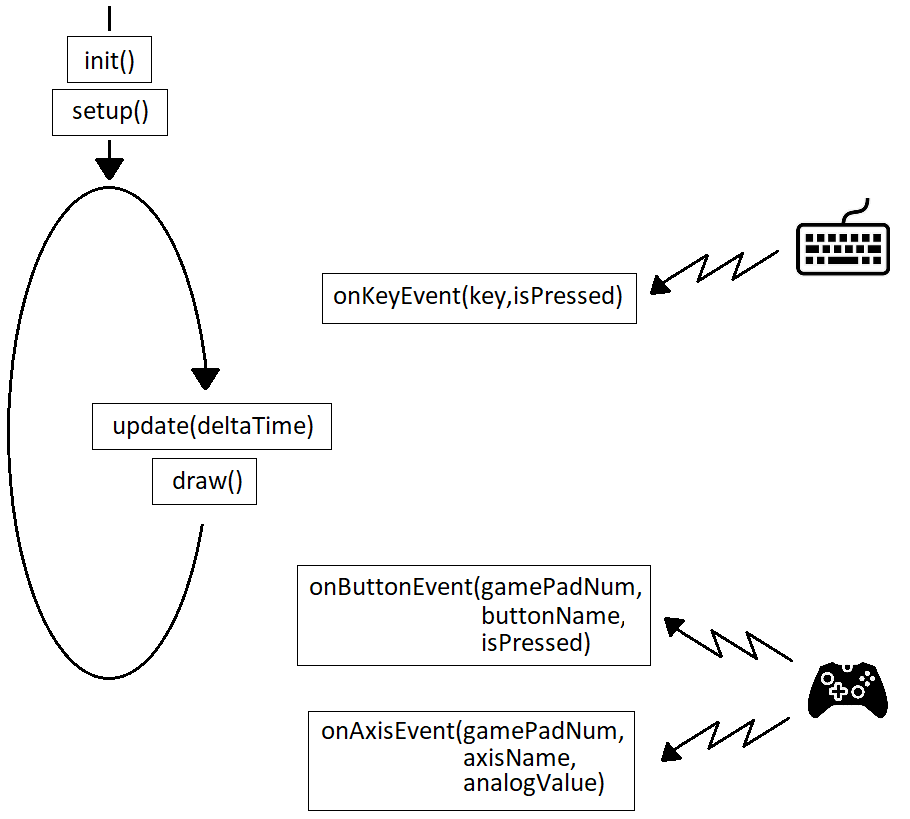 init()
setup()
onKeyEvent(key,isPressed)
update(deltaTime)
draw()
onButtonEvent(gamePadNum,
buttonName,
isPressed)
onAxisEvent(gamePadNum,
axisName,
analogValue)